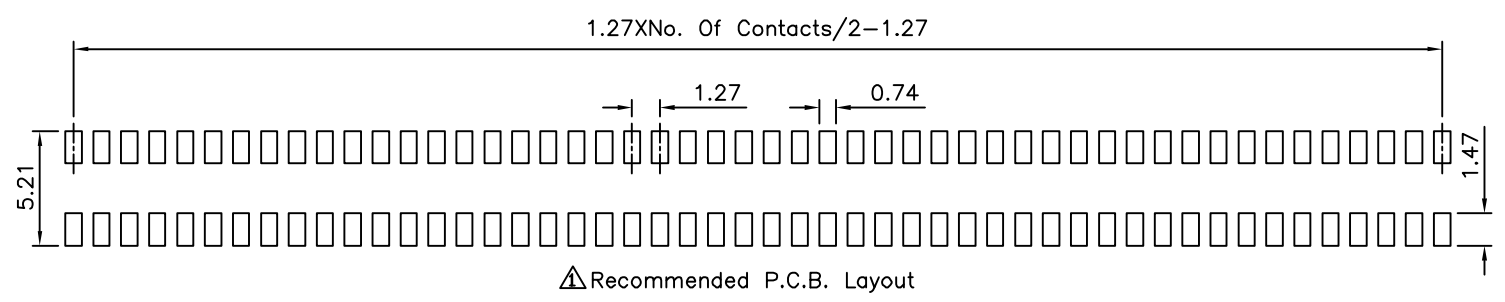 1.27XNo. Of Contacts/2-1.27
1.27
0.74
5.21
1.47
1 Recommended P.C.B. Layout